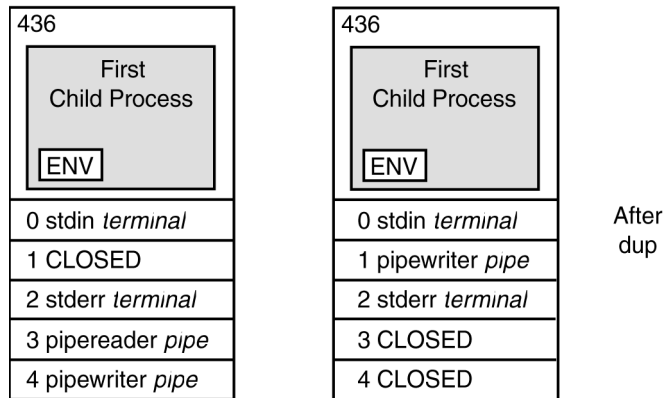 436
First
Child Process
ENV
0 stdin terminal
1 CLOSED
2 stderr terminal
3 pipereader pipe
4 pipewriter pipe
436
First
Child Process
ENV
0 stdin terminal
1 pipewriter pipe
2 stderr terminal
3 CLOSED
4 CLOSED
After
dup